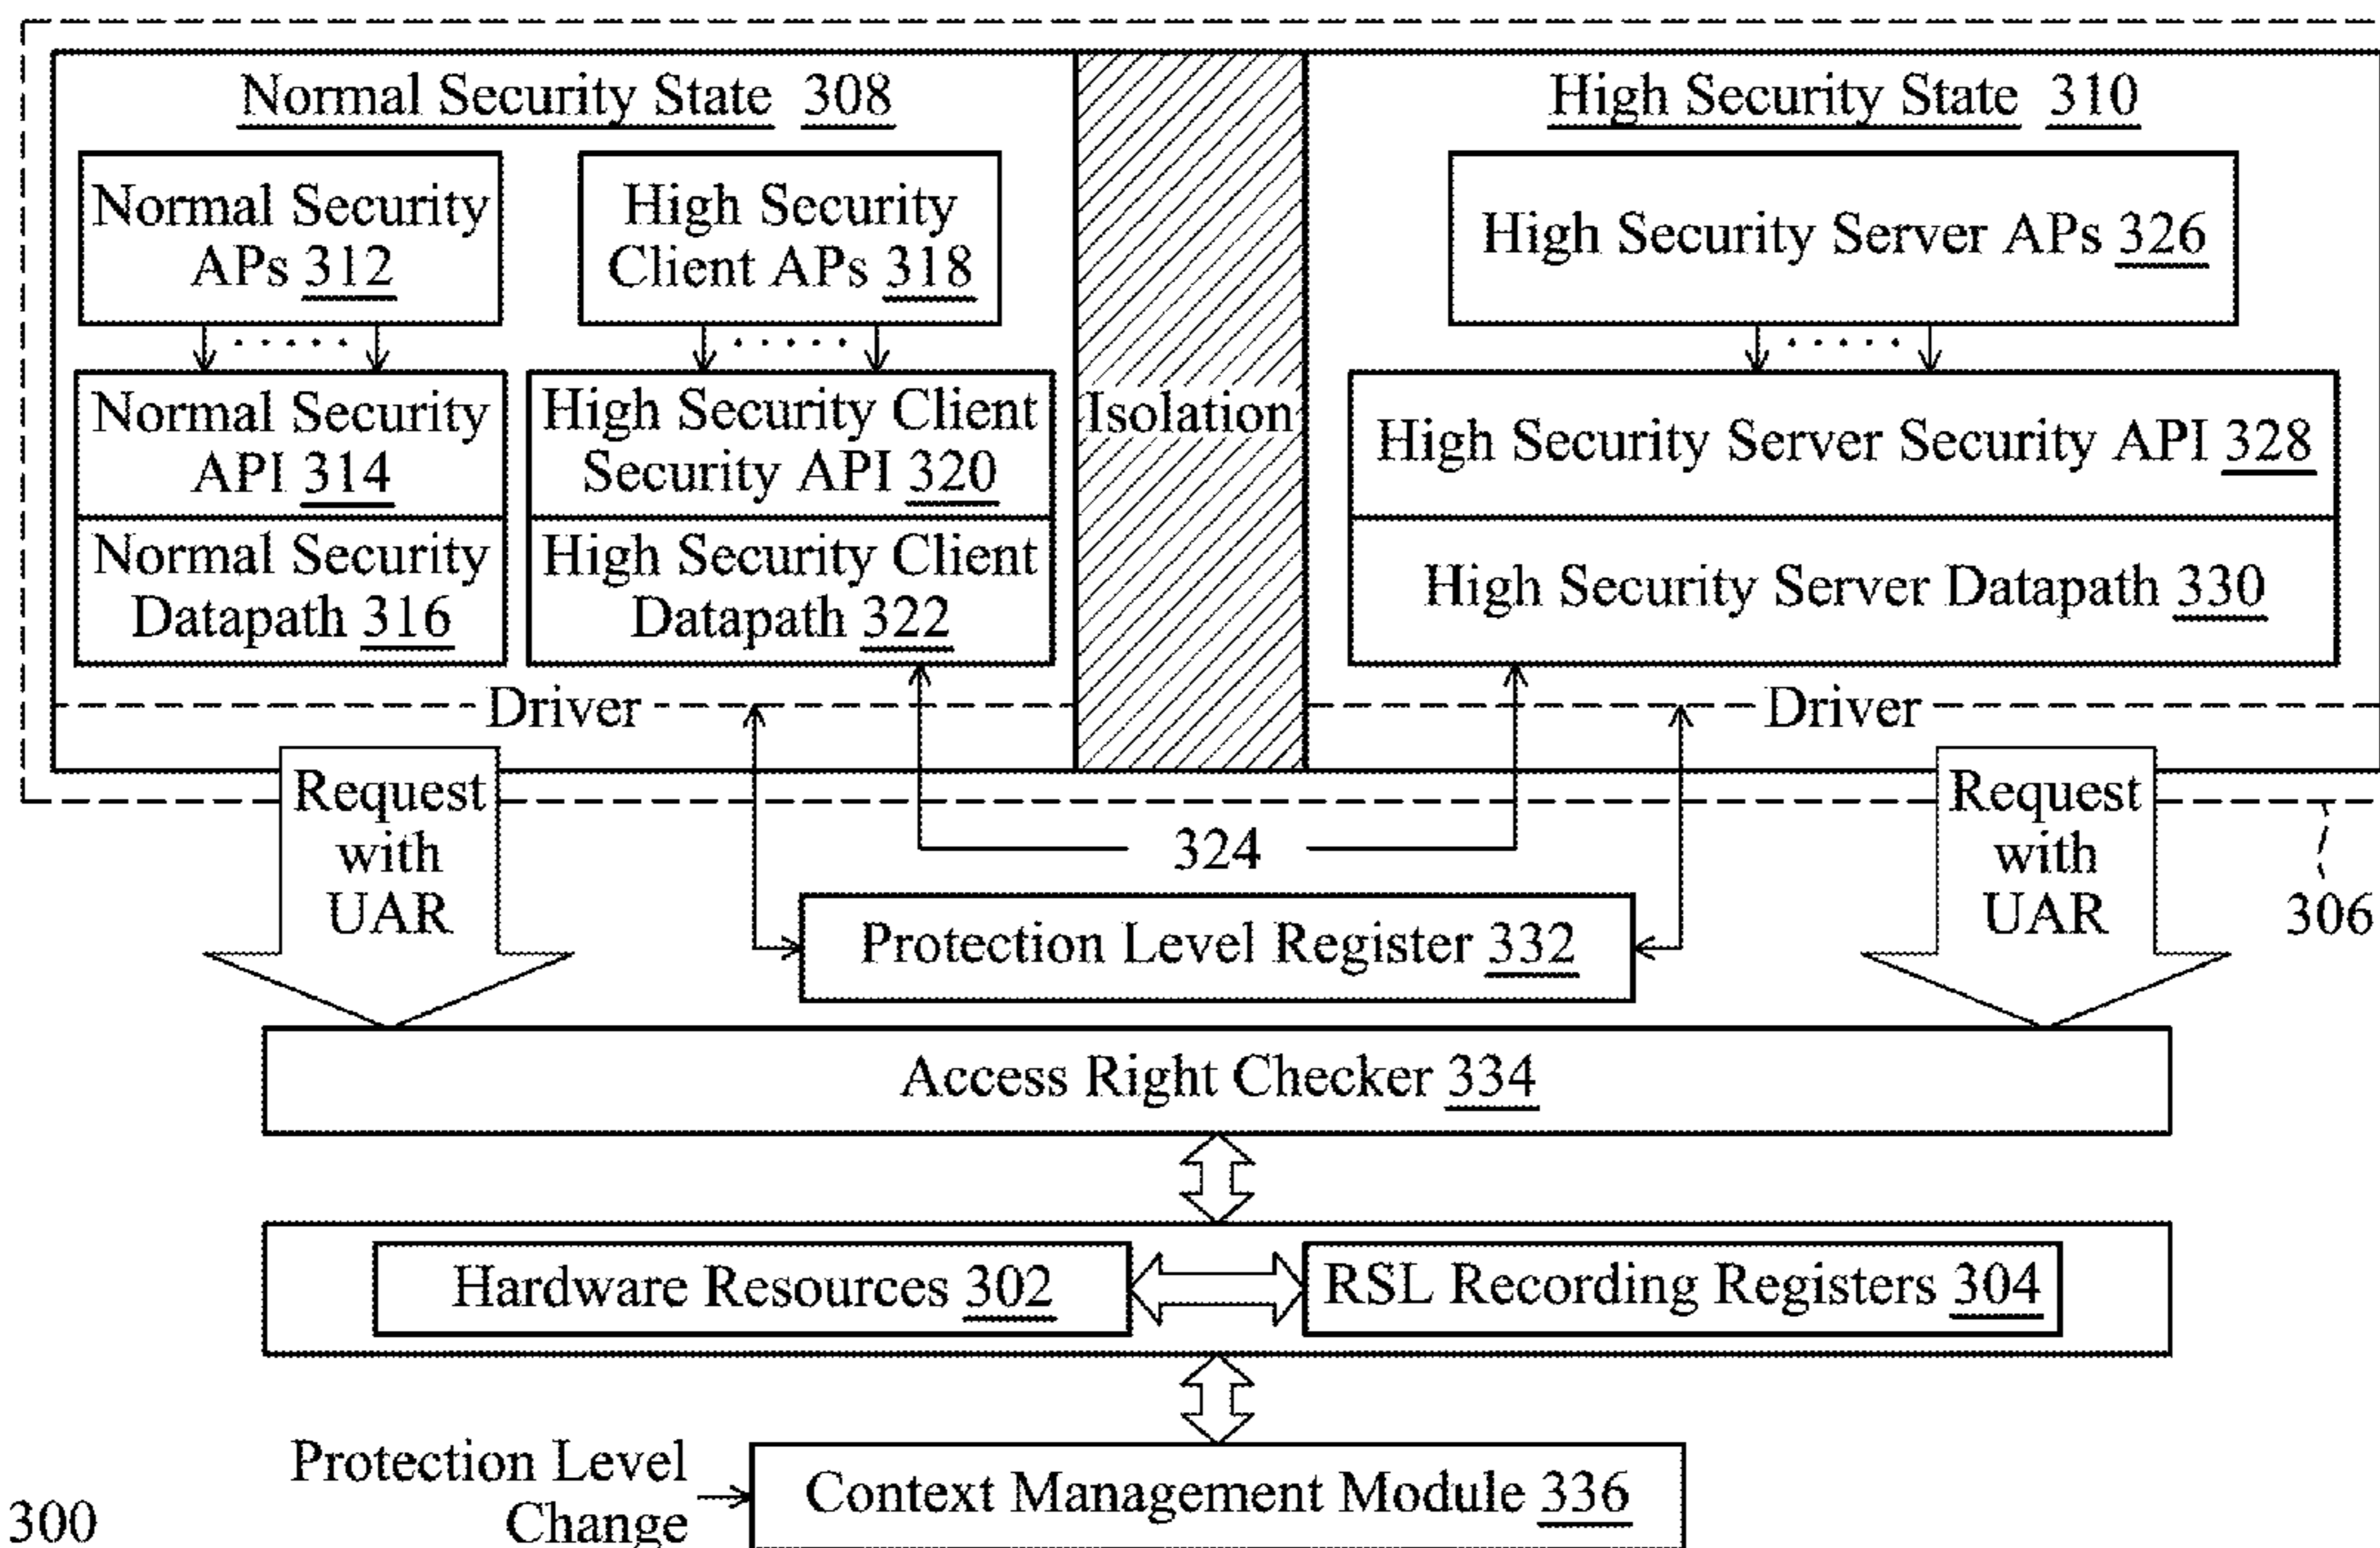 Normal Security State 308
High Security State 310
Normal Security
APs 312
High Security
Client APs 318
High Security Server APs 326
Normal Security
API 314
High Security Client
Security API 320
Isolation
High Security Server Security API 328
Normal Security
Datapath 316
High Security Client
Datapath 322
High Security Server Datapath 330
Driver
Driver
Request
with
UAR
324
Request
with
UAR
306
Protection Level Register 332
Access Right Checker 334
Hardware Resources 302
RSL Recording Registers 304
Protection Level
Change
Context Management Module 336
300